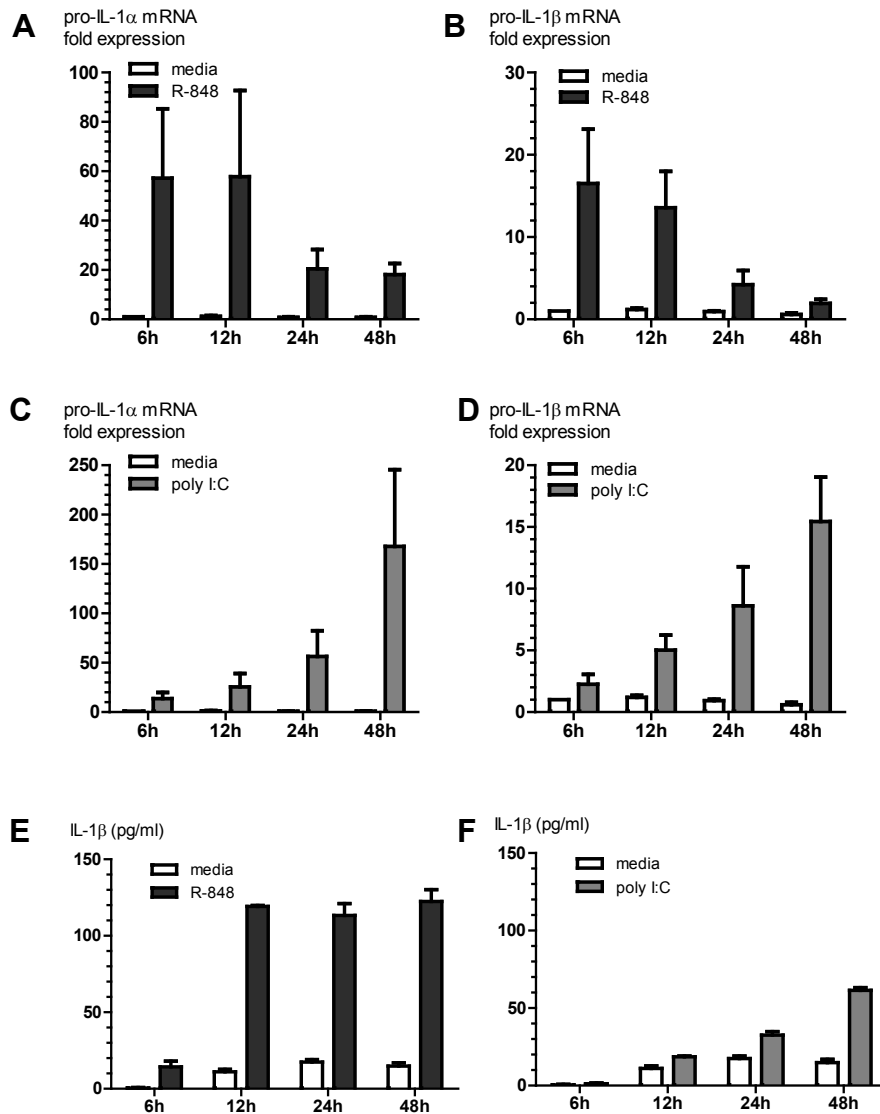 A
pro-IL-1α mRNA
fold expression
media
R-848
100
80
60
40
20
0
6h 12h 24h 48h
B
pro-IL-1β mRNA
fold expression
media
R-848
30
20
10
0
6h 12h 24h 48h
C
pro-IL-1α mRNA
fold expression
media
poly I:C
250
200
150
100
50
0
6h 12h 24h 48h
D
pro-IL-1β mRNA
fold expression
media
poly I:C
20
15
10
5
0
6h 12h 24h 48h
E
IL-1β (pg/ml)
media
R-848
150
100
50
0
6h 12h 24h 48h
F
IL-1β (pg/ml)
media
poly I:C
150
100
50
0
6h 12h 24h 48h